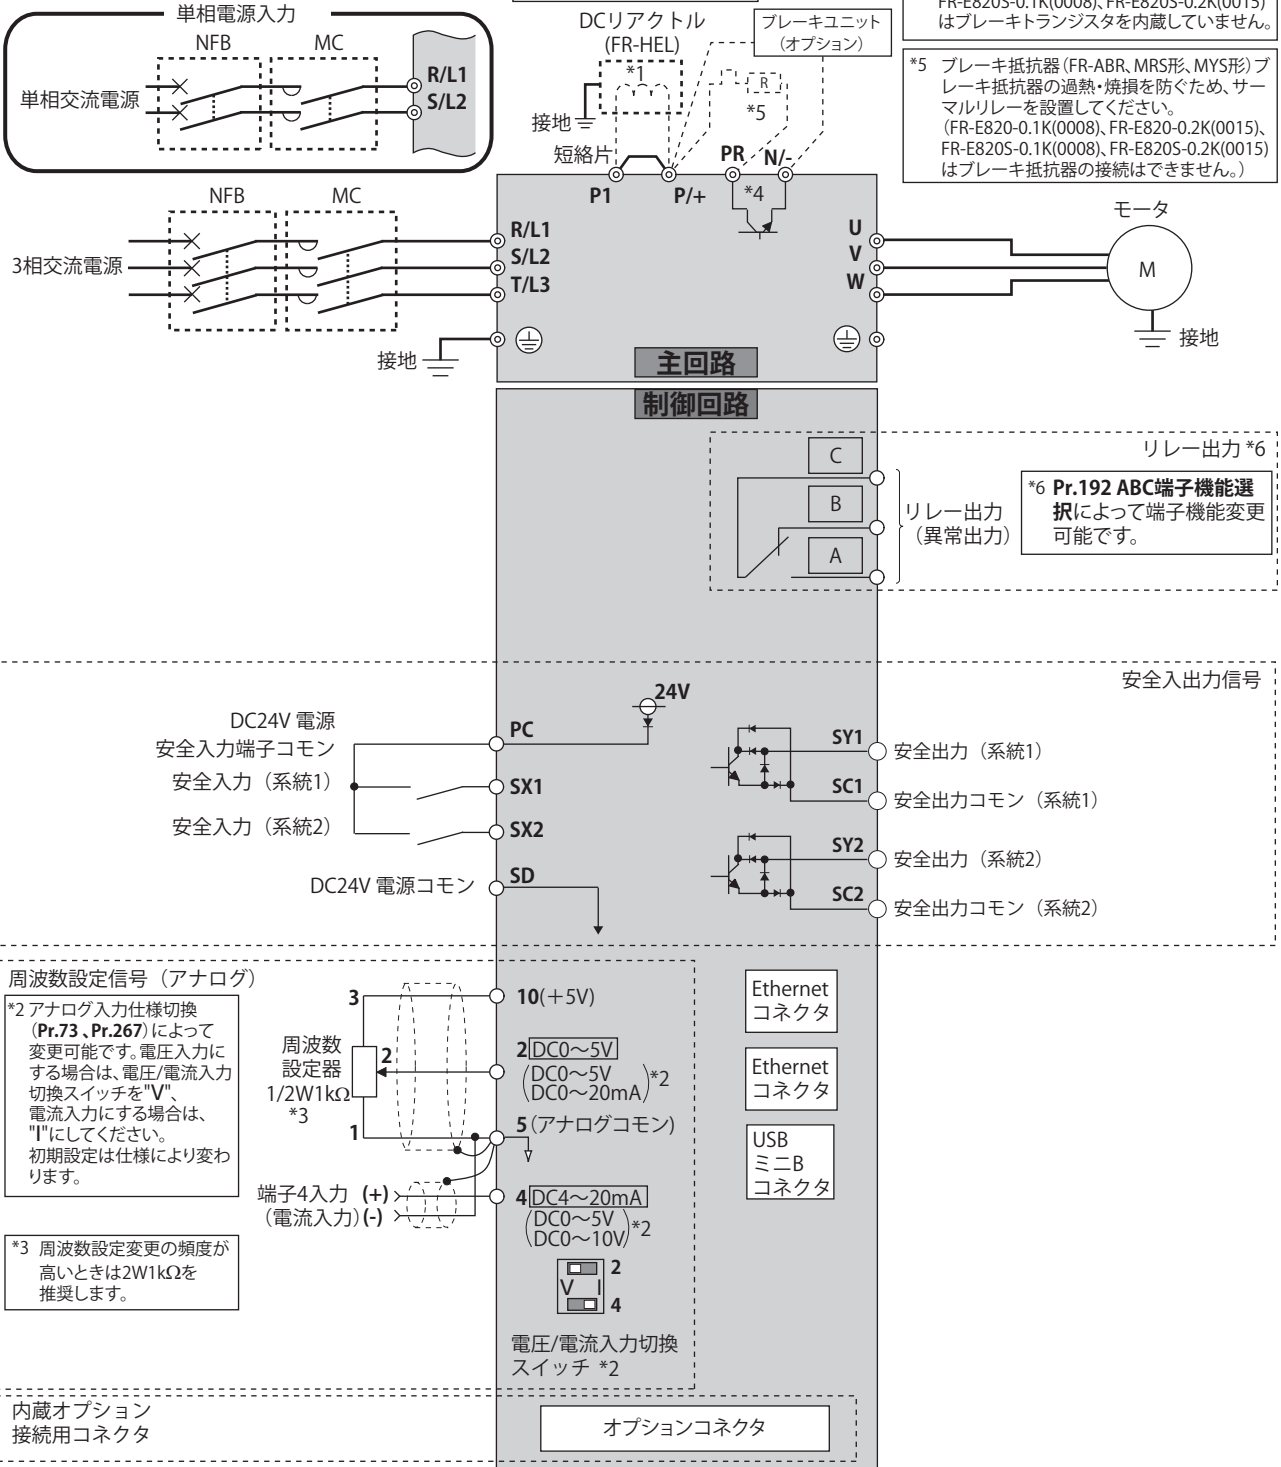 単相電源入力
NFB
MC
R/L1
S/L2
単相交流電源
DCリアクトル
(FR-HEL)
*1
ブレーキユニット
(オプション)
R
*5
接地
短絡片
PR
N/-
P1
P/+
*4
FR-E820S-0.1K(0008)、FR-E820S-0.2K(0015)
はブレーキトランジスタを内蔵していません。
*5 ブレーキ抵抗器(FR-ABR、MRS形、MYS形)ブ
レーキ抵抗器の過熱・焼損を防ぐため、サー
マルリレーを設置してください。
(FR-E820-0.1K(0008)、FR-E820-0.2K(0015)、
FR-E820S-0.1K(0008)、FR-E820S-0.2K(0015)
はブレーキ抵抗器の接続はできません。)
NFB
MC
3相交流電源
R/L1
S/L2
T/L3
接地
U
V
W
モータ
M
接地
主回路
制御回路
C
B
A
リレー出力 *6
リレー出力
(異常出力)
*6 Pr.192 ABC端子機能選
択によって端子機能変更
可能です。
安全入出力信号
24V
DC24V 電源
安全入力端子コモン
PC
安全入力(系統1)
SX1
安全入力(系統2)
SX2
DC24V 電源コモン
SD
SY1
安全出力(系統1)
SC1
安全出力コモン(系統1)
SY2
安全出力(系統2)
SC2
安全出力コモン(系統2)
周波数設定信号(アナログ)
*2 アナログ入力仕様切換
(Pr.73 、Pr.267)によって
変更可能です。電圧入力に
する場合は、電圧/電流入力
切換スイッチを"V"、
電流入力にする場合は、
"I"にしてください。
初期設定は仕様により変わ
ります。
*3 周波数設定変更の頻度が
高いときは2W1kΩを
推奨します。
周波数
設定器
1/2W1kΩ
*3
3
2
1
10(+5V)
2 DC0～5V
(DC0～5V
DC0～20mA)*2
5(アナログコモン)
端子4入力 (+)
(電流入力)(-)
4 DC4～20mA
(DC0～5V
DC0～10V)*2
2
V I
4
電圧/電流入力切換
スイッチ *2
Ethernet
コネクタ
Ethernet
コネクタ
USB
ミニB
コネクタ
内蔵オプション
接続用コネクタ
オプションコネクタ